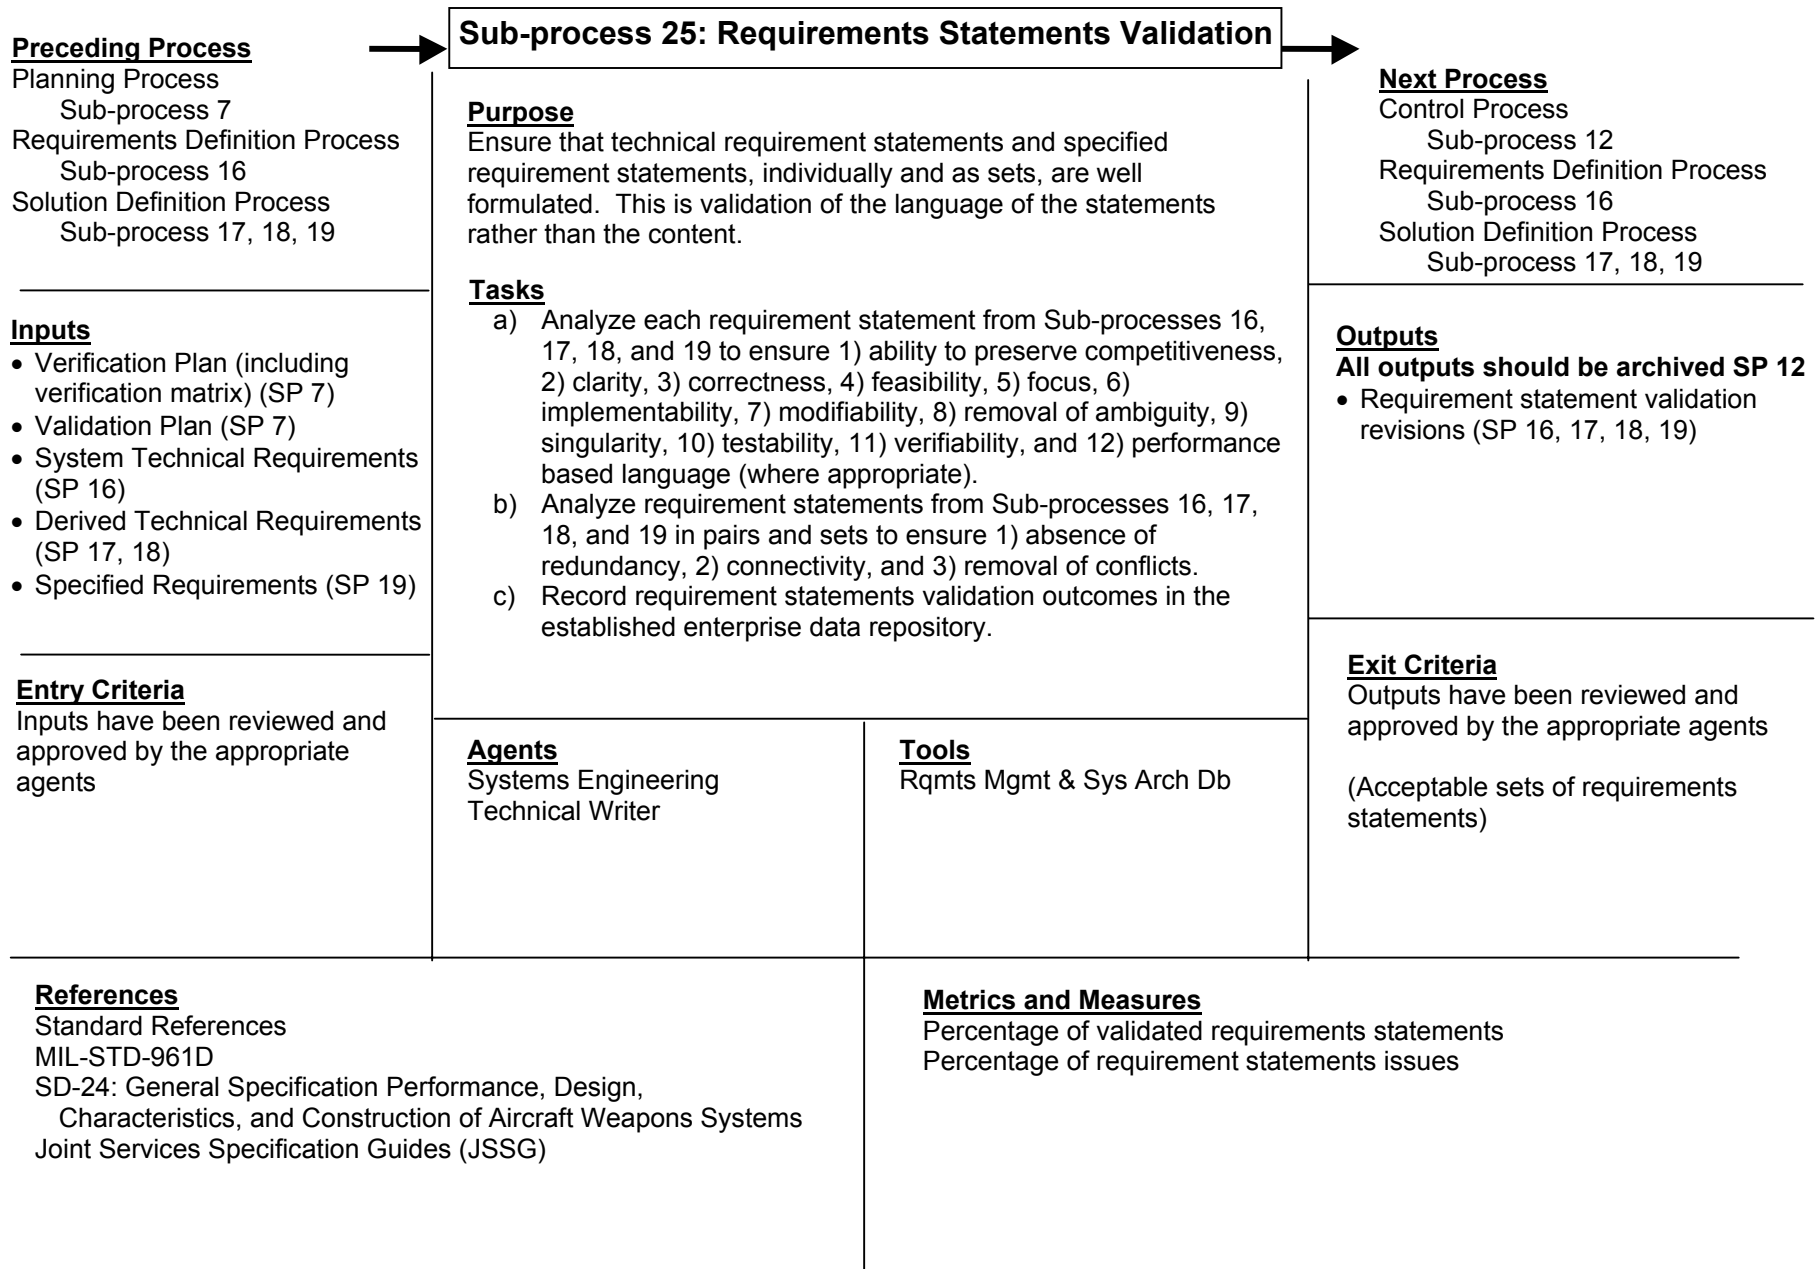 Sub-process 25: Requirements Statements Validation
Preceding Process
Planning Process
Sub-process 7
Requirements Definition Process
Sub-process 16
Solution Definition Process
Sub-process 17, 18, 19
Inputs
• Verification Plan (including
verification matrix) (SP 7)
• Validation Plan (SP 7)
• System Technical Requirements
(SP 16)
• Derived Technical Requirements
(SP 17, 18)
• Specified Requirements (SP 19)
Entry Criteria
Inputs have been reviewed and
approved by the appropriate
agents
Purpose
Ensure that technical requirement statements and specified
requirement statements, individually and as sets, are well
formulated. This is validation of the language of the statements
rather than the content.
Tasks
a) Analyze each requirement statement from Sub-processes 16,
17, 18, and 19 to ensure 1) ability to preserve competitiveness,
2) clarity, 3) correctness, 4) feasibility, 5) focus, 6)
implementability, 7) modifiability, 8) removal of ambiguity, 9)
singularity, 10) testability, 11) verifiability, and 12) performance
based language (where appropriate).
b) Analyze requirement statements from Sub-processes 16, 17,
18, and 19 in pairs and sets to ensure 1) absence of
redundancy, 2) connectivity, and 3) removal of conflicts.
c) Record requirement statements validation outcomes in the
established enterprise data repository.
Agents
Systems Engineering
Technical Writer
Tools
Rqmts Mgmt & Sys Arch Db
Next Process
Control Process
Sub-process 12
Requirements Definition Process
Sub-process 16
Solution Definition Process
Sub-process 17, 18, 19
Outputs
All outputs should be archived SP 12
• Requirement statement validation
revisions (SP 16, 17, 18, 19)
Exit Criteria
Outputs have been reviewed and
approved by the appropriate agents
(Acceptable sets of requirements
statements)
References
Standard References
MIL-STD-961D
SD-24: General Specification Performance, Design,
Characteristics, and Construction of Aircraft Weapons Systems
Joint Services Specification Guides (JSSG)
Metrics and Measures
Percentage of validated requirements statements
Percentage of requirement statements issues